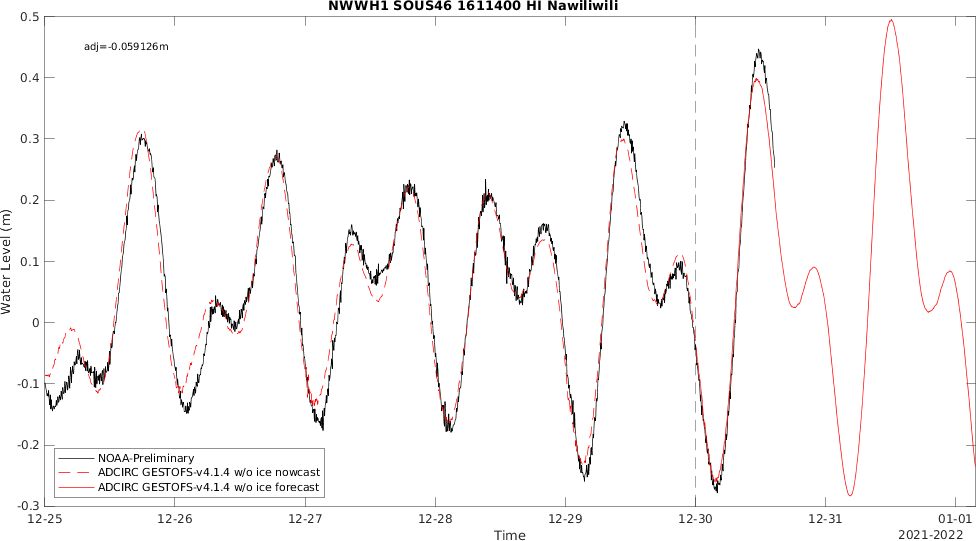 NWWH1 SOUS46 1611400 HI Nawiliwili
adj=-0.059126m
0.5
0.4
0.3
0.2
0.1
0
-0.1
-0.2
-0.3
Water Level (m)
NOAA-Preliminary
ADCIRC GESTOFS-v4.1.4 w/o ice nowcast
ADCIRC GESTOFS-v4.1.4 w/o ice forecast
12-25 12-26 12-27 12-28 12-29 12-30 12-31 01-01
Time
2021-2022